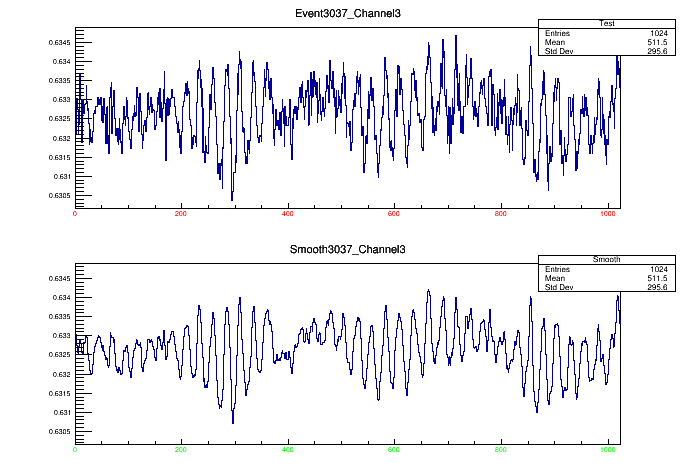 Event3037_Channel3
Test
Entries 1024
Mean 511.5
Std Dev 295.6
0.6345
0.634
0.6335
0.633
0.6325
0.632
0.6315
0.631
0.6305
0 200 400 600 800 1000
Smooth3037_Channel3
Smooth
Entries 1024
Mean 511.5
Std Dev 295.6
0.6345
0.634
0.6335
0.633
0.6325
0.632
0.6315
0.631
0.6305
0 200 400 600 800 1000